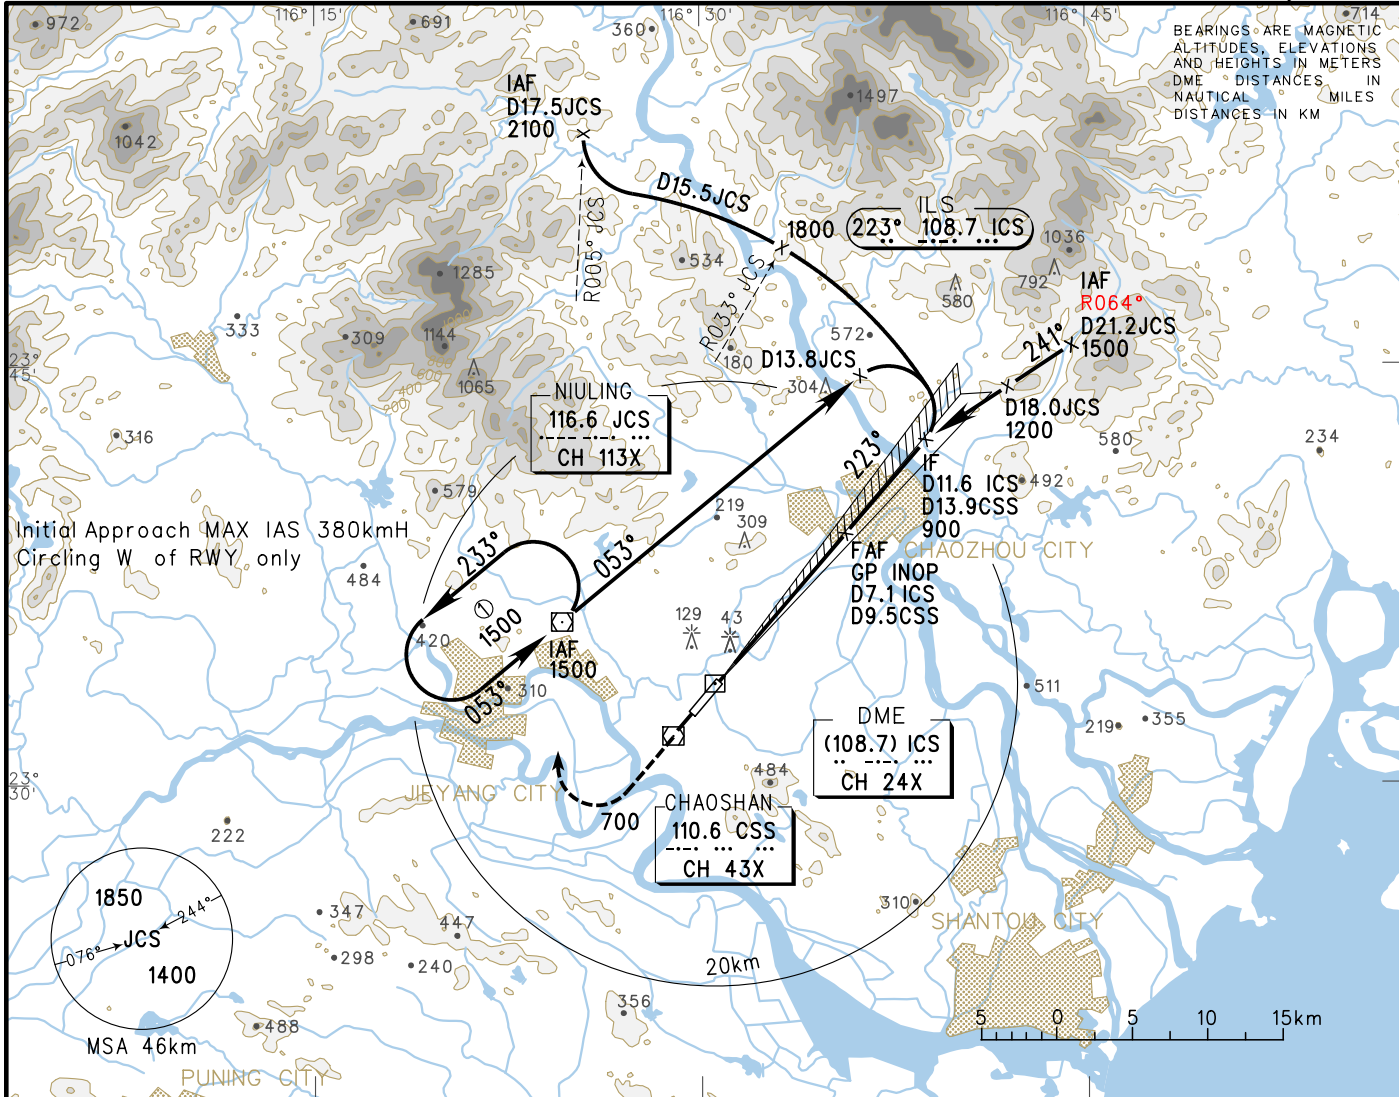 116°15'
116°30'
116°45'
972
691
360
714
BEARINGS ARE MAGNETIC
ALTITUDES, ELEVATIONS
AND HEIGHTS IN METERS
DME DISTANCES IN
NAUTICAL MILES
DISTANCES IN KM
IAF
D17.5JCS
2100
1042
1497
D15.5JCS
R005° JCS
1800
ILS
223° 108.7 ICS
534
R033° JCS
1036
792
580
1285
IAF
R064°
D21.2JCS
1500
241°
333
309
1144
1065
800
600
400
200
572
180
D13.8JCS
304
23°
45'
NIULING
116.6 JCS
CH 113X
D18.0JCS
1200
580
234
316
223°
IF
D11.6 ICS
D13.9CSS
900
492
579
219
309
Initial Approach MAX IAS 380kmH
Circling W of RWY only
484
233°
053°
FAF
GP INOP
D7.1 ICS
D9.5CSS
CHAOZHOU CITY
1
1500
129
43
420
IAF
1500
053°
310
511
219
355
DME
(108.7) ICS
CH 24X
23°
30'
JIEYANG CITY
700
484
CHAOSHAN
110.6 CSS
CH 43X
222
1850
244°
JCS
076°
1400
MSA 46km
347
447
298
240
310
SHANTOU CITY
20km
356
488
PUNING CITY
5 0 5 10 15km